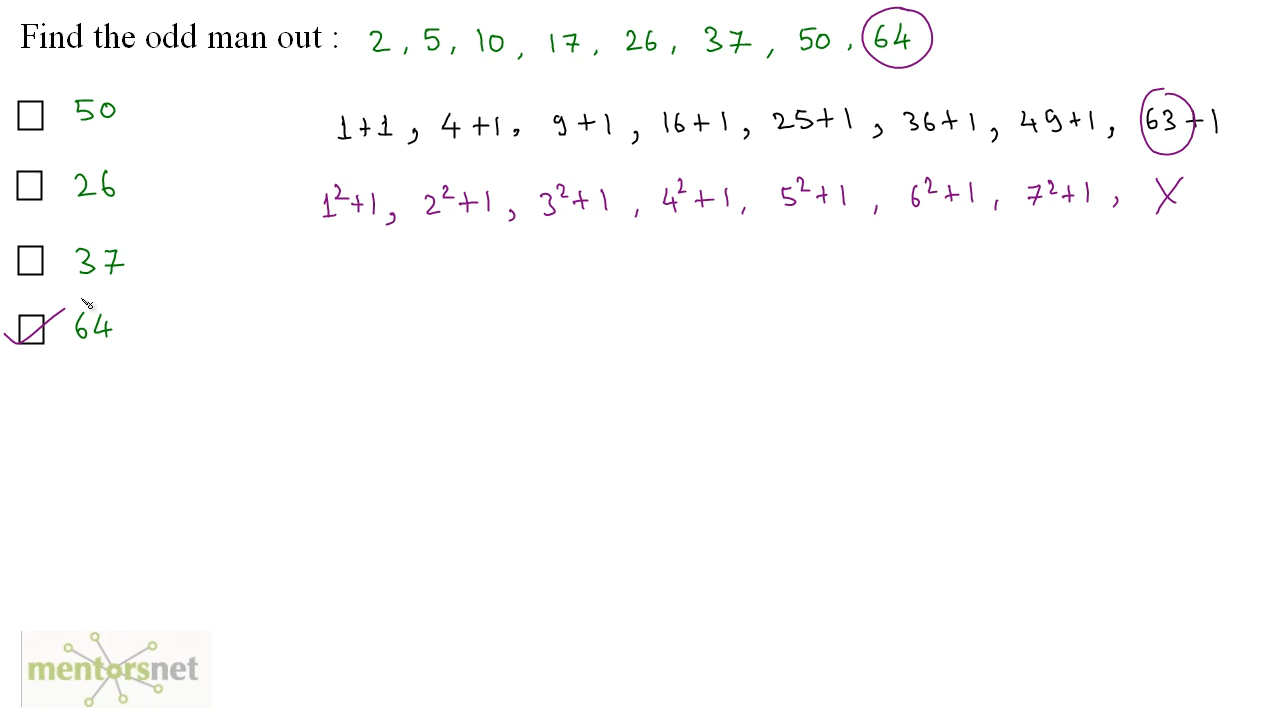 Find the odd man out : 2, 5, 10, 17, 26, 37, 50, 64
50
1+1, 4+1, 9+1, 16+1, 25+1, 36+1, 49+1, 63+1
26
1²+1, 2²+1, 3²+1, 4²+1, 5²+1, 6²+1, 7²+1, X
37
64
mentorsnet